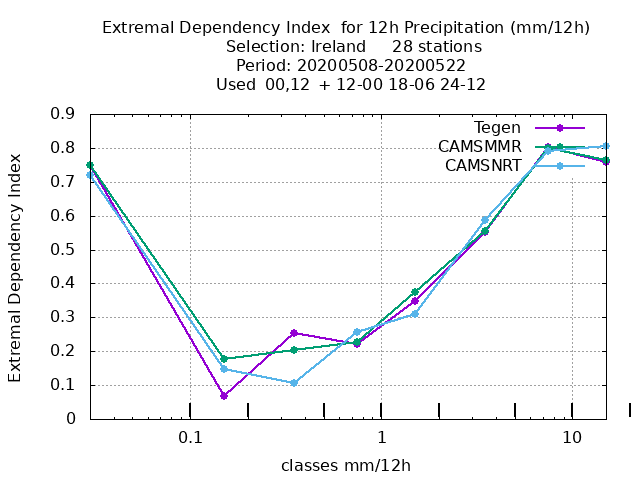 Extremal Dependency Index  for 12h Precipitation (mm/12h)
Selection: Ireland     28 stations
Period: 20200508-20200522
Used  00,12  + 12-00 18-06 24-12
Tegen
CAMSMMR
CAMSNRT
0.9
0.8
0.7
0.6
0.5
0.4
0.3
0.2
0.1
0
Extremal Dependency Index
0.1 1 10
classes mm/12h